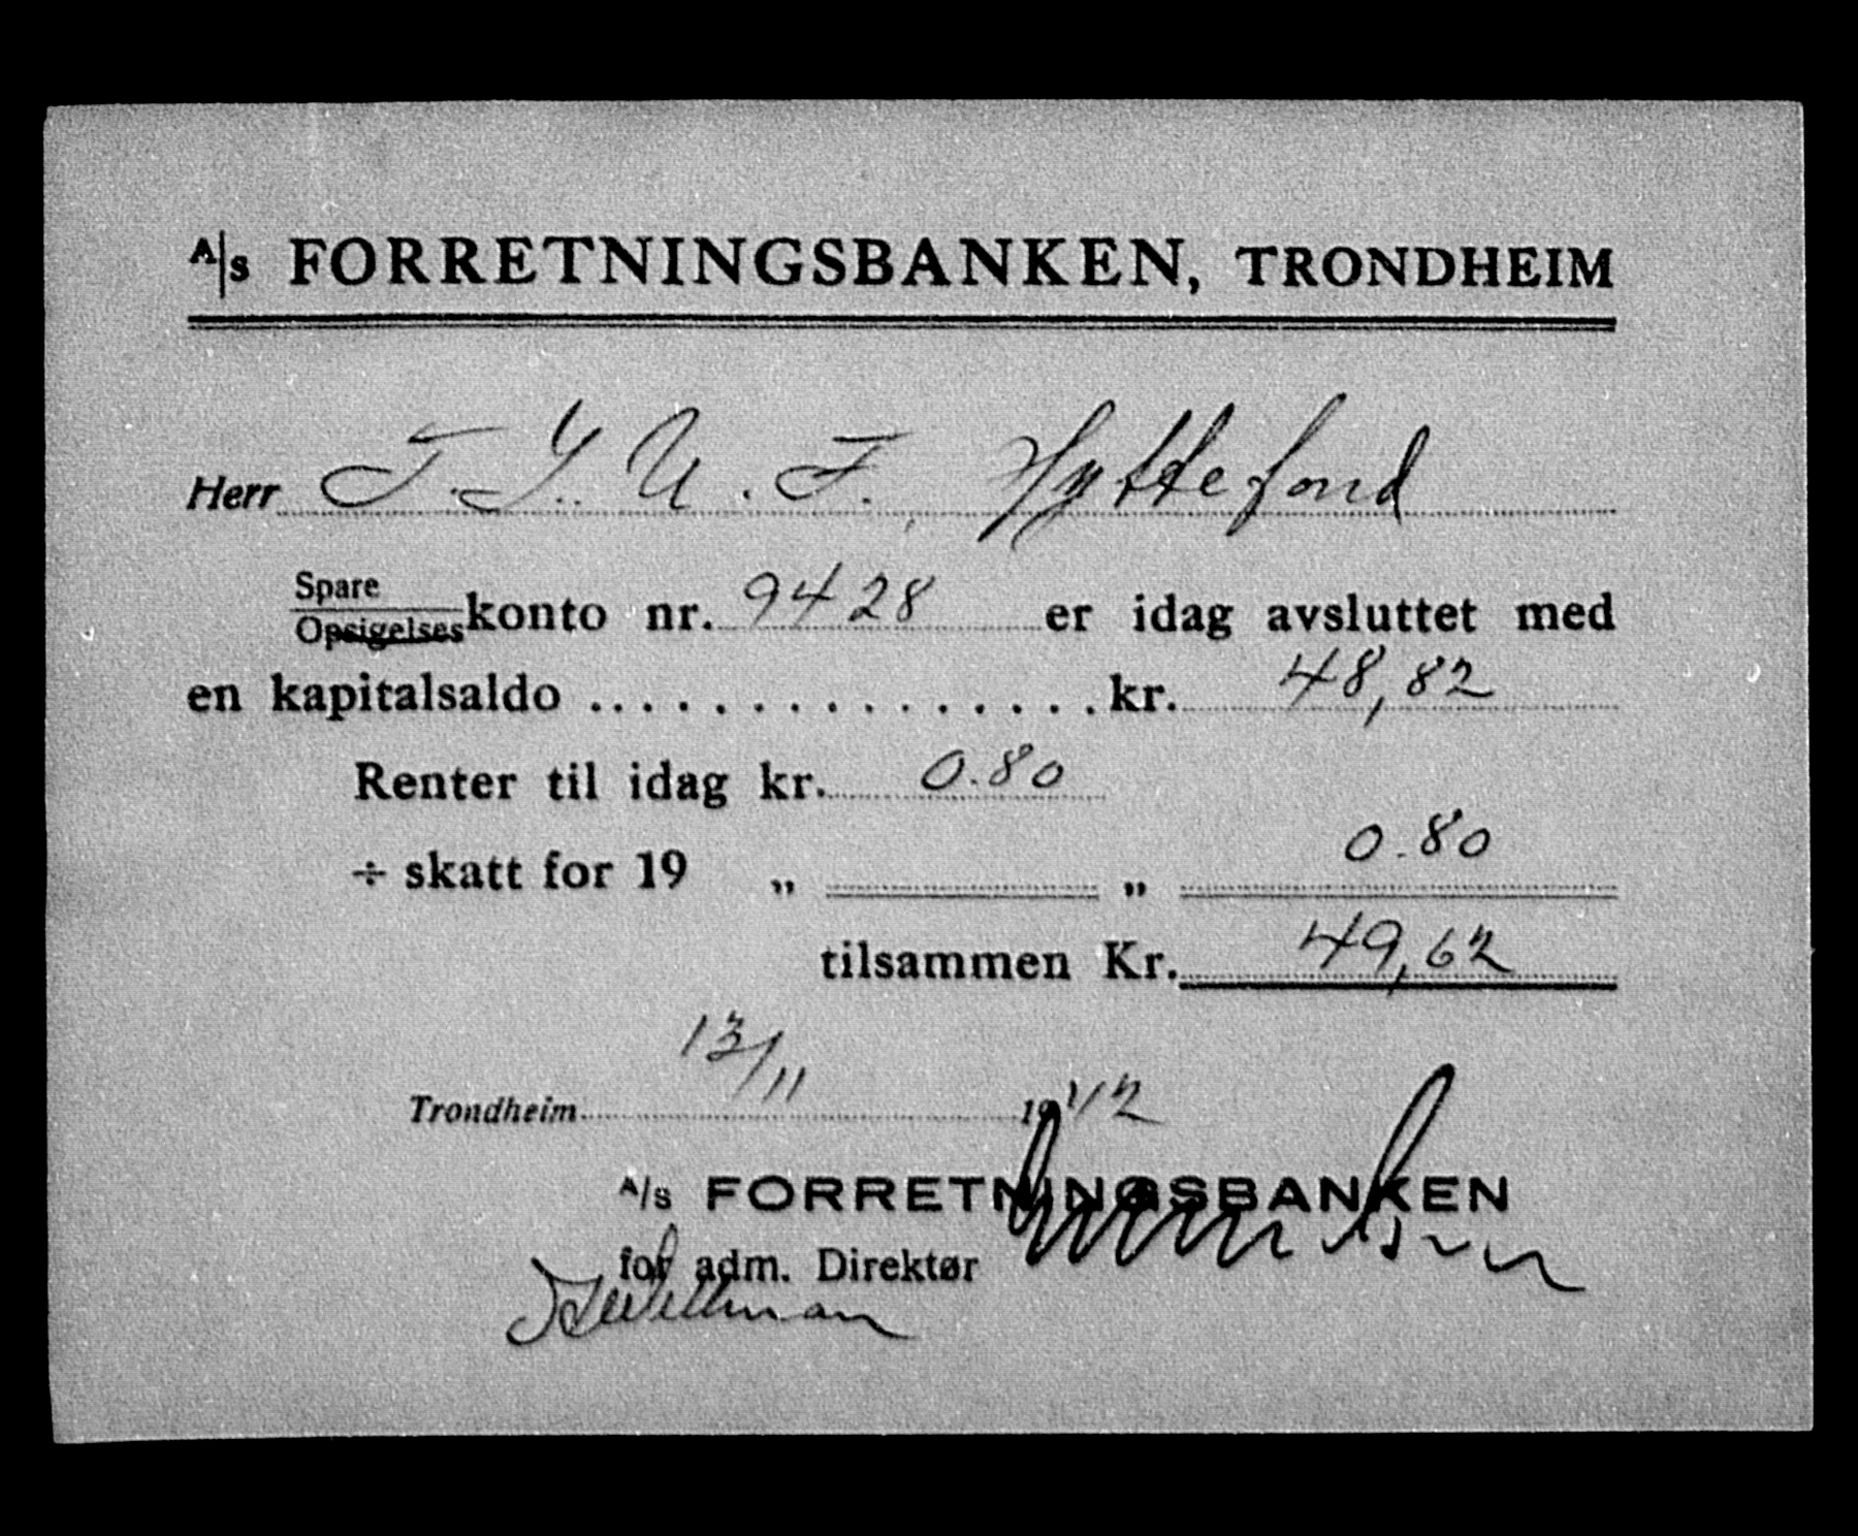 A/s FORRETNINGSBANKEN, TRONDHEIM
Herr T. J. U. F. Hyttefond
Spare
Opsigelses konto nr. 9428 er idag avsluttet med
en kapitalsaldo ................ kr. 48,82
Renter til idag kr. 0.80
÷ skatt for 19 „ „ 0.80
tilsammen Kr. 49,62
Trondheim 13/11 1942
A/s FORRETNINGSBANKEN
for adm. Direktør